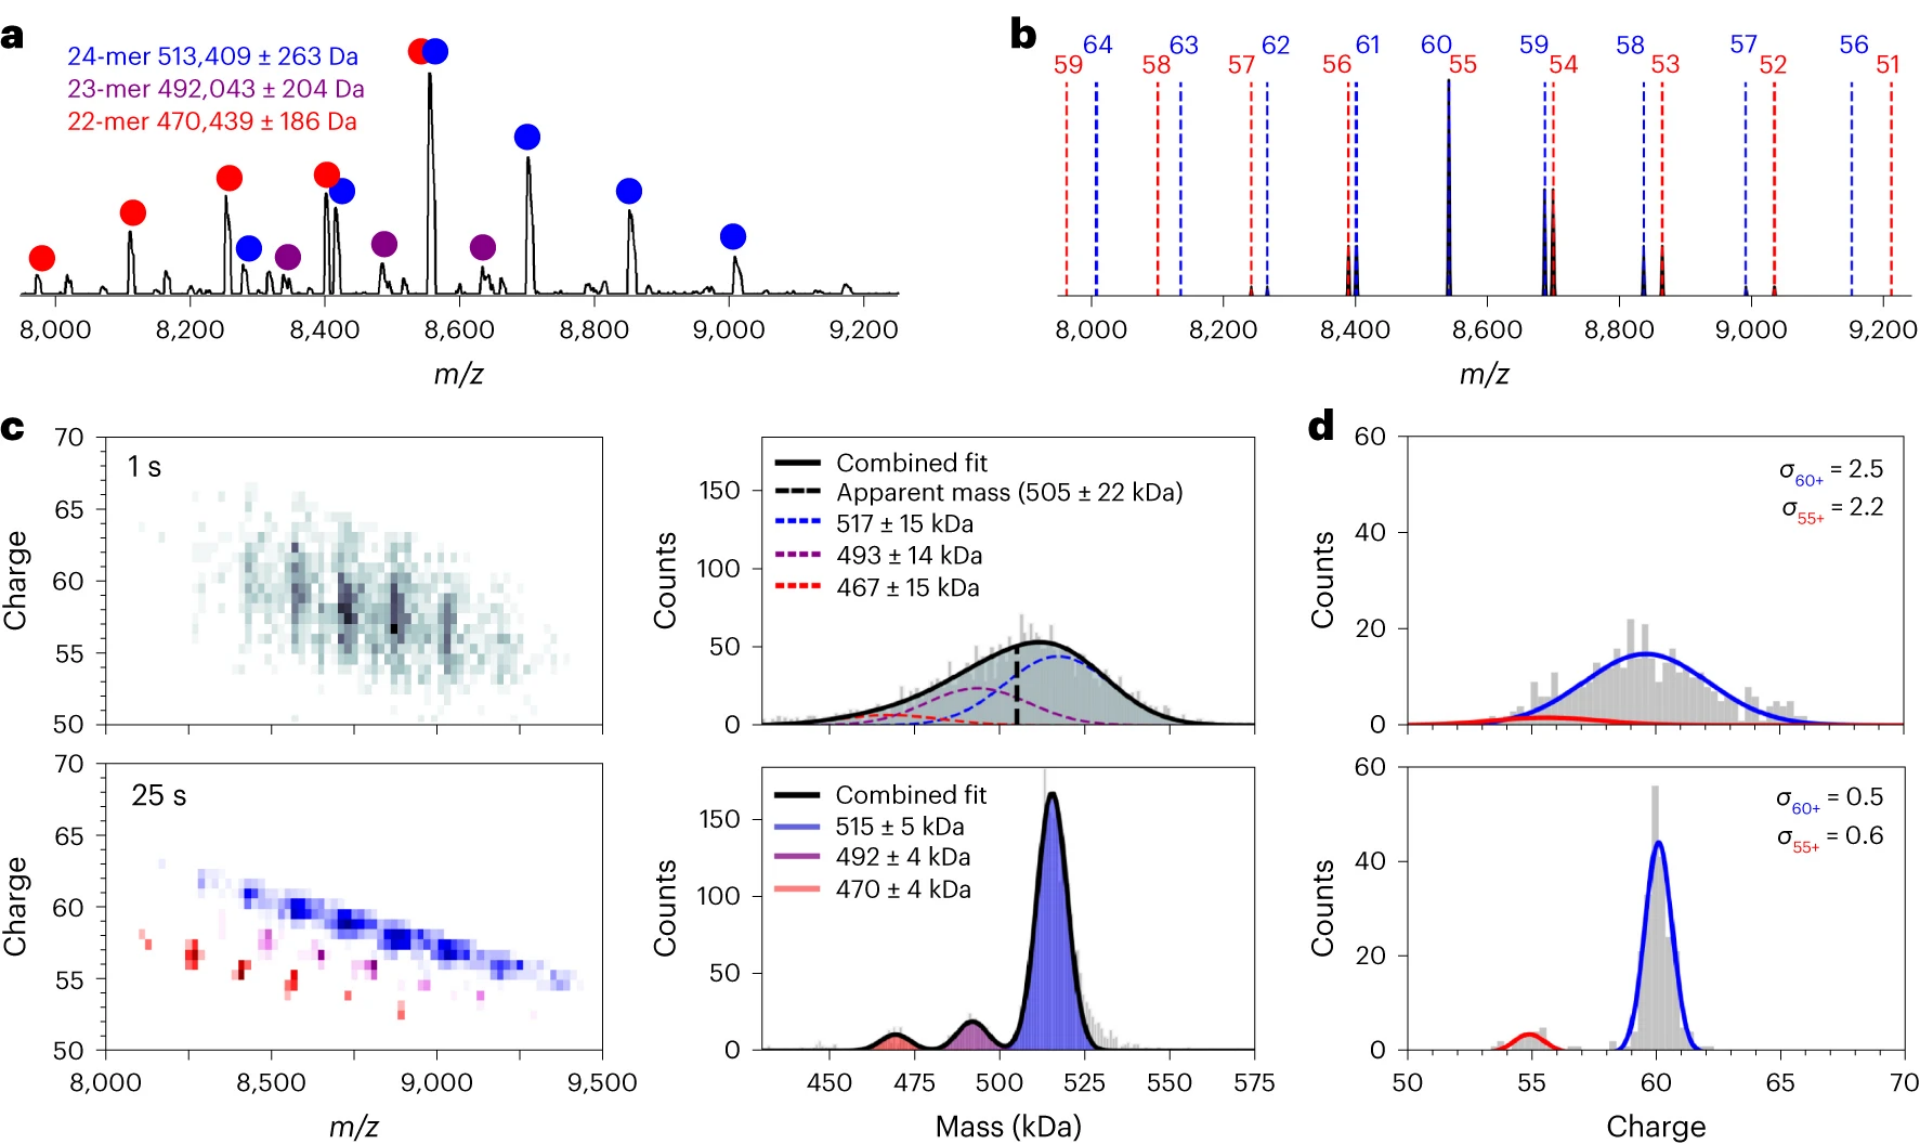 a
24-mer 513,409 ± 263 Da
23-mer 492,043 ± 204 Da
22-mer 470,439 ± 186 Da
8,000 8,200 8,400 8,600 8,800 9,000 9,200
m/z
b
64 63 62 61 60 59 58 57 56
59 58 57 56 55 54 53 52 51
8,000 8,200 8,400 8,600 8,800 9,000 9,200
m/z
c
70
65
60
55
50
Charge
1 s
150
100
50
0
Counts
Combined fit
Apparent mass (505 ± 22 kDa)
517 ± 15 kDa
493 ± 14 kDa
467 ± 15 kDa
70
65
60
55
50
Charge
25 s
8,000 8,500 9,000 9,500
m/z
150
100
50
0
Counts
Combined fit
515 ± 5 kDa
492 ± 4 kDa
470 ± 4 kDa
450 475 500 525 550 575
Mass (kDa)
d
60
40
20
0
Counts
σ60+ = 2.5
σ55+ = 2.2
60
40
20
0
Counts
σ60+ = 0.5
σ55+ = 0.6
50 55 60 65 70
Charge